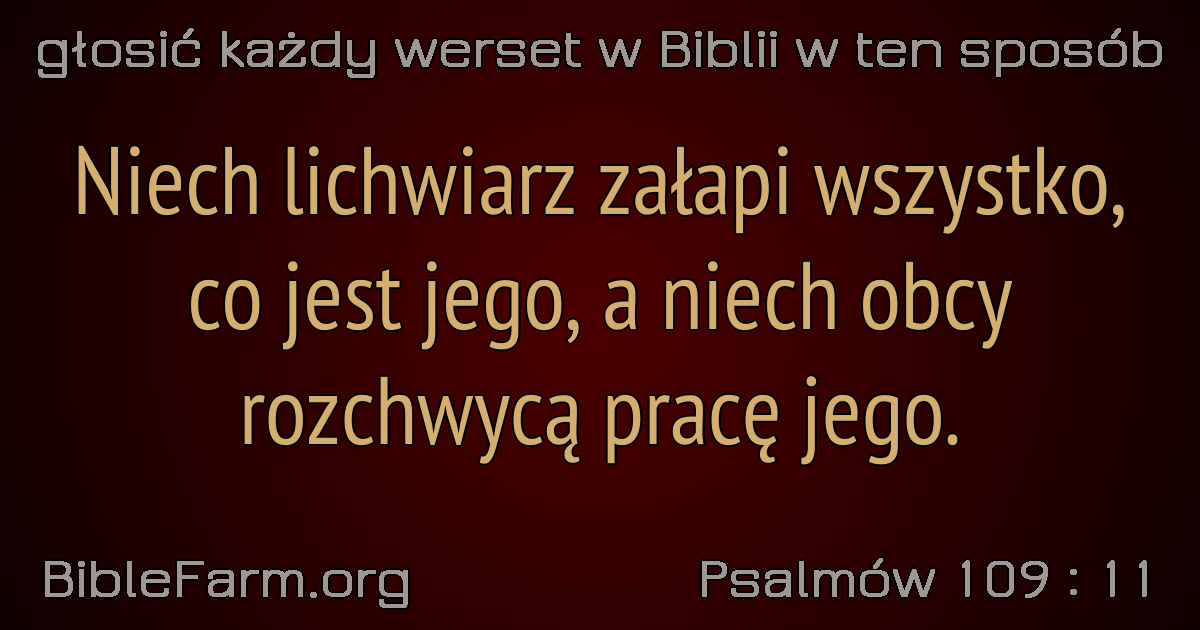 głosić każdy werset w Biblii w ten sposób
Niech lichwiarz załapi wszystko,
co jest jego, a niech obcy
rozchwycą pracę jego.
BibleFarm.org
Psalmów 109 : 11